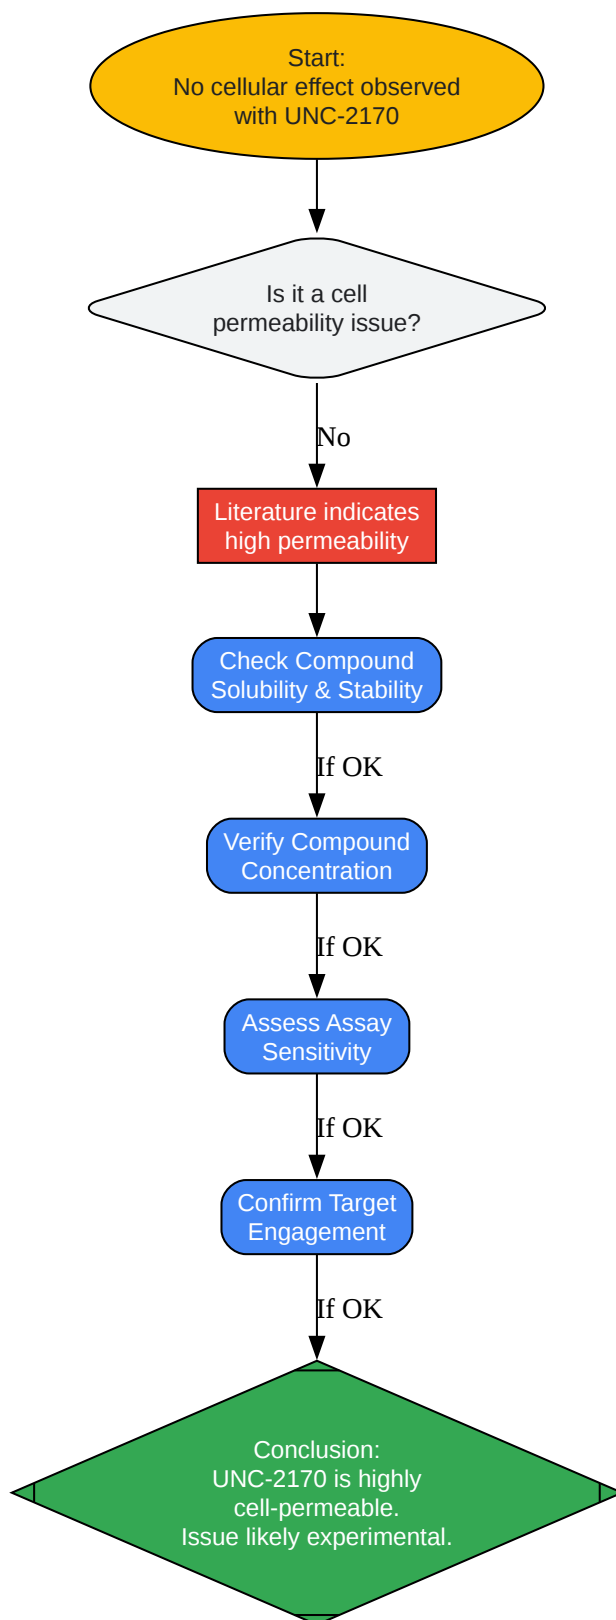 Start:
No cellular effect observed
with UNC-2170
Is it a cell
permeability issue?
No
Literature indicates
high permeability
Check Compound
Solubility & Stability
If OK
Verify Compound
Concentration
If OK
Assess Assay
Sensitivity
If OK
Confirm Target
Engagement
If OK
Conclusion:
UNC-2170 is highly
cell-permeable.
Issue likely experimental.